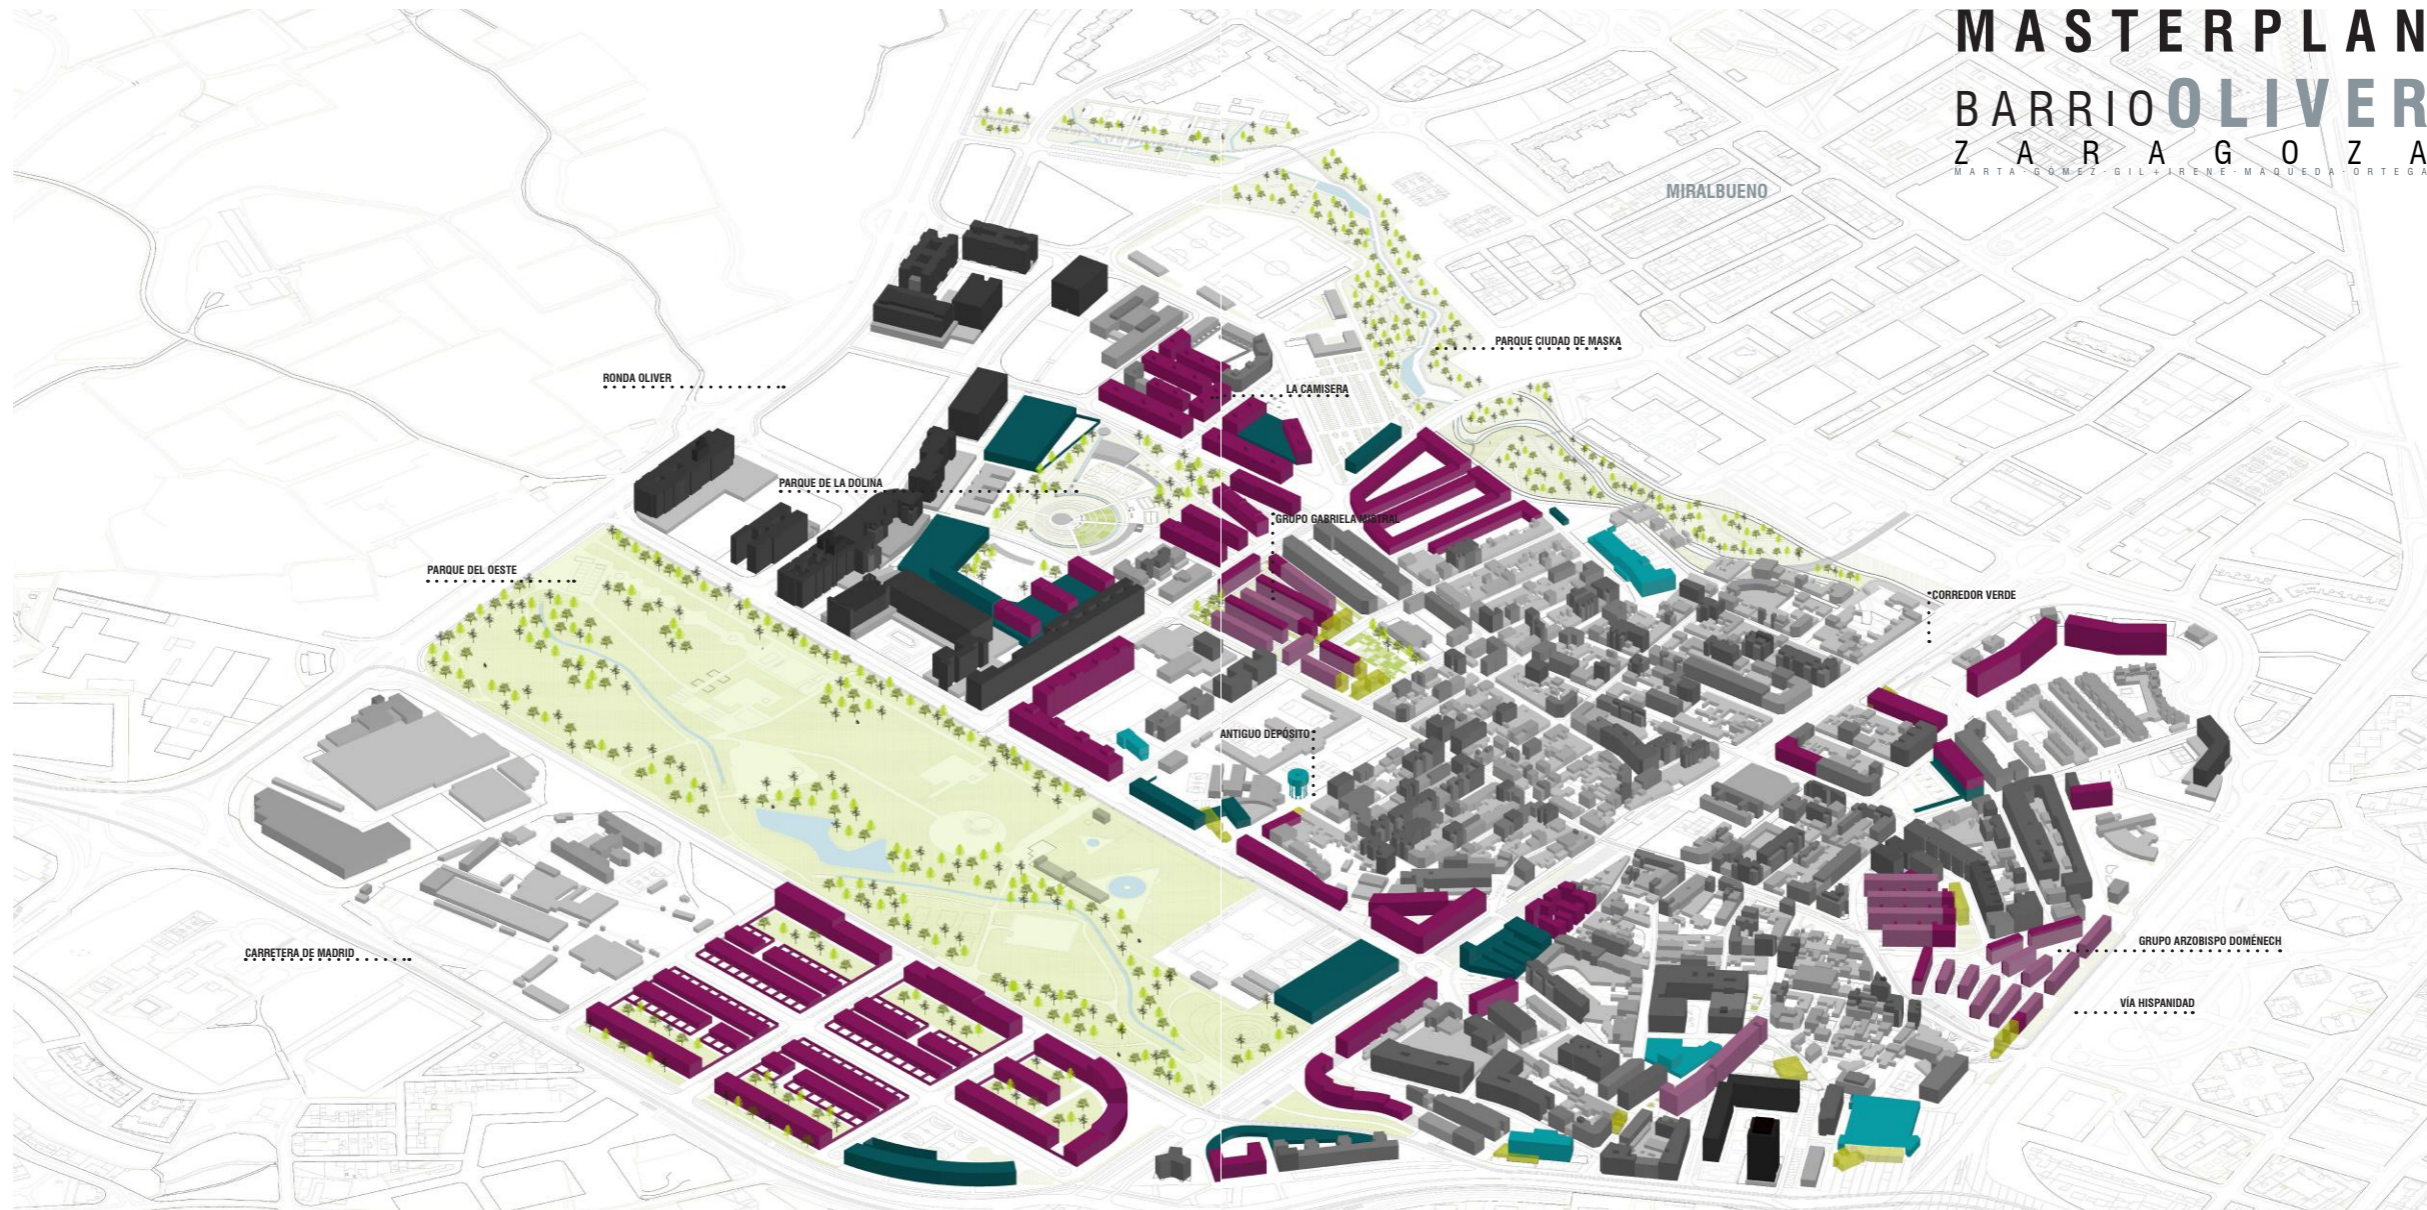 MASTERPLAN
BARRIO OLIVER
ZARAGOZA
MARTA·GÓMEZ·GIL+IRENE·MAQUEDA·ORTEGA
MIRALBUENO
PARQUE CIUDAD DE MASKA
RONDA OLIVER
LA CAMISERA
PARQUE DE LA DOLINA
GRUPO GABRIELA MISTRAL
PARQUE DEL OESTE
CORREDOR VERDE
ANTIGUO DEPÓSITO
GRUPO ARZOBISPO DOMÉNECH
CARRETERA DE MADRID
VÍA HISPANIDAD